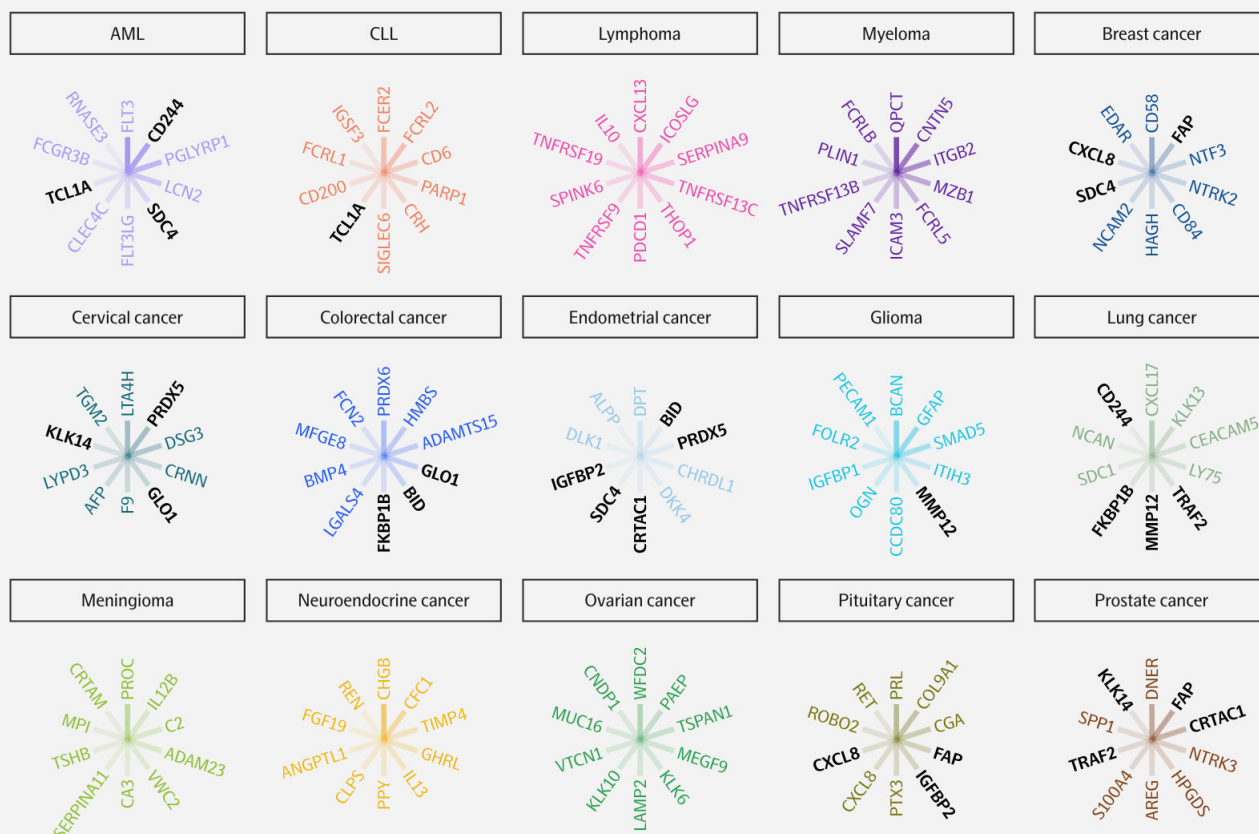 AML
CLL
Lymphoma
Myeloma
Breast cancer
FLT3
CD244
PGLYRP1
LCN2
SDC4
FLT3LG
CLEC4C
TCL1A
FCGR3B
RNASE3
FCER2
FCRL2
CD6
PARP1
CRH
SIGLEC6
TCL1A
CD200
FCRL1
IGSF3
CXCL13
ICOSLG
SERPINA9
TNFRSF13C
THOP1
PDCD1
TNFRSF9
SPINK6
TNFRSF19
IL10
QPCT
CNTN5
ITGB2
MZB1
FCRL5
ICAM3
SLAMF7
TNFRSF13B
PLIN1
FCRLB
CD58
FAP
NTF3
NTRK2
CD84
HAGH
NCAM2
SDC4
CXCL8
EDAR
Cervical cancer
Colorectal cancer
Endometrial cancer
Glioma
Lung cancer
LTA4H
PRDX5
DSG3
CRNN
GLO1
F9
AFP
LYPD3
KLK14
TGM2
PRDX6
HMBS
ADAMTS15
GLO1
BID
FKBP1B
LGALS4
BMP4
MFGE8
FCN2
DPT
BID
PRDX5
CHRDL1
DKK4
CRTAC1
SDC4
IGFBP2
DLK1
ALPP
BCAN
GFAP
SMAD5
ITIH3
MMP12
CCDC80
OGN
IGFBP1
FOLR2
PECAM1
CXCL17
KLK13
CEACAM5
LY75
TRAF2
MMP12
FKBP1B
SDC1
NCAN
CD244
Meningioma
Neuroendocrine cancer
Ovarian cancer
Pituitary cancer
Prostate cancer
PROC
IL12B
C2
ADAM23
VWC2
CA3
SERPINA11
TSHB
MPI
CRTAM
CHGB
CFC1
TIMP4
GHRL
IL13
PPY
CLPS
ANGPTL1
FGF19
REN
WFDC2
PAEP
TSPAN1
MEGF9
KLK6
LAMP2
KLK10
VTCN1
MUC16
CNDP1
PRL
COL9A1
CGA
FAP
IGFBP2
PTX3
CXCL8
CXCL8
ROBO2
RET
DNER
FAP
CRTAC1
NTRK3
HPGDS
AREG
S100A4
TRAF2
SPP1
KLK14